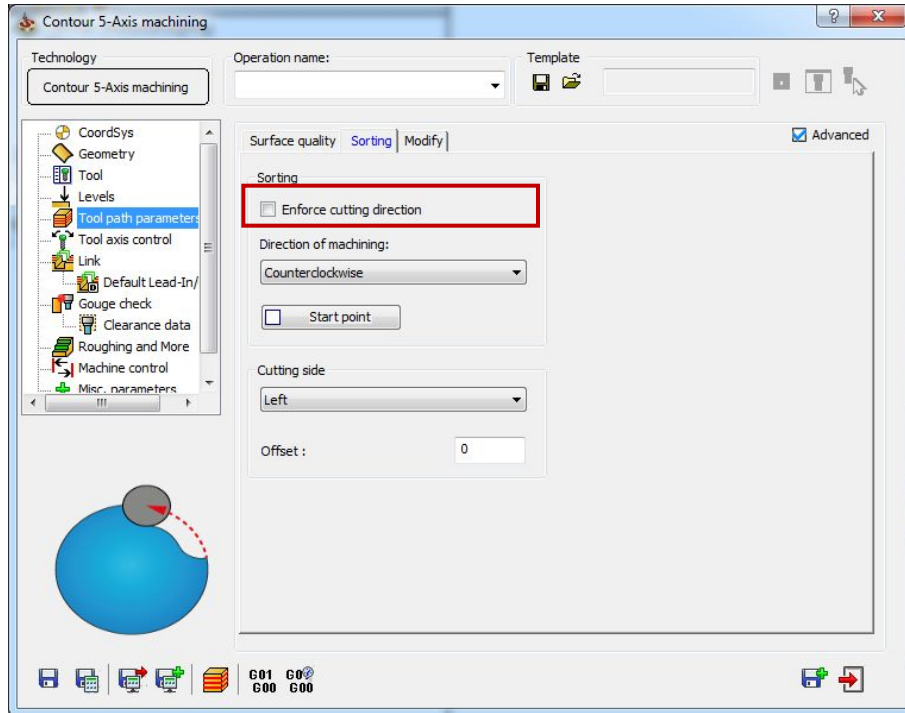 Contour 5-Axis machining
Technology
Operation name:
Template
Contour 5-Axis machining
CoordSys
Geometry
Tool
Levels
Tool path parameters
Tool axis control
Link
Default Lead-In/
Gouge check
Clearance data
Roughing and More
Machine control
Misc. parameters
Surface quality Sorting Modify
Advanced
Sorting
Enforce cutting direction
Direction of machining:
Counterclockwise
Start point
Cutting side
Left
Offset :
0
G01 G0
G00 G00